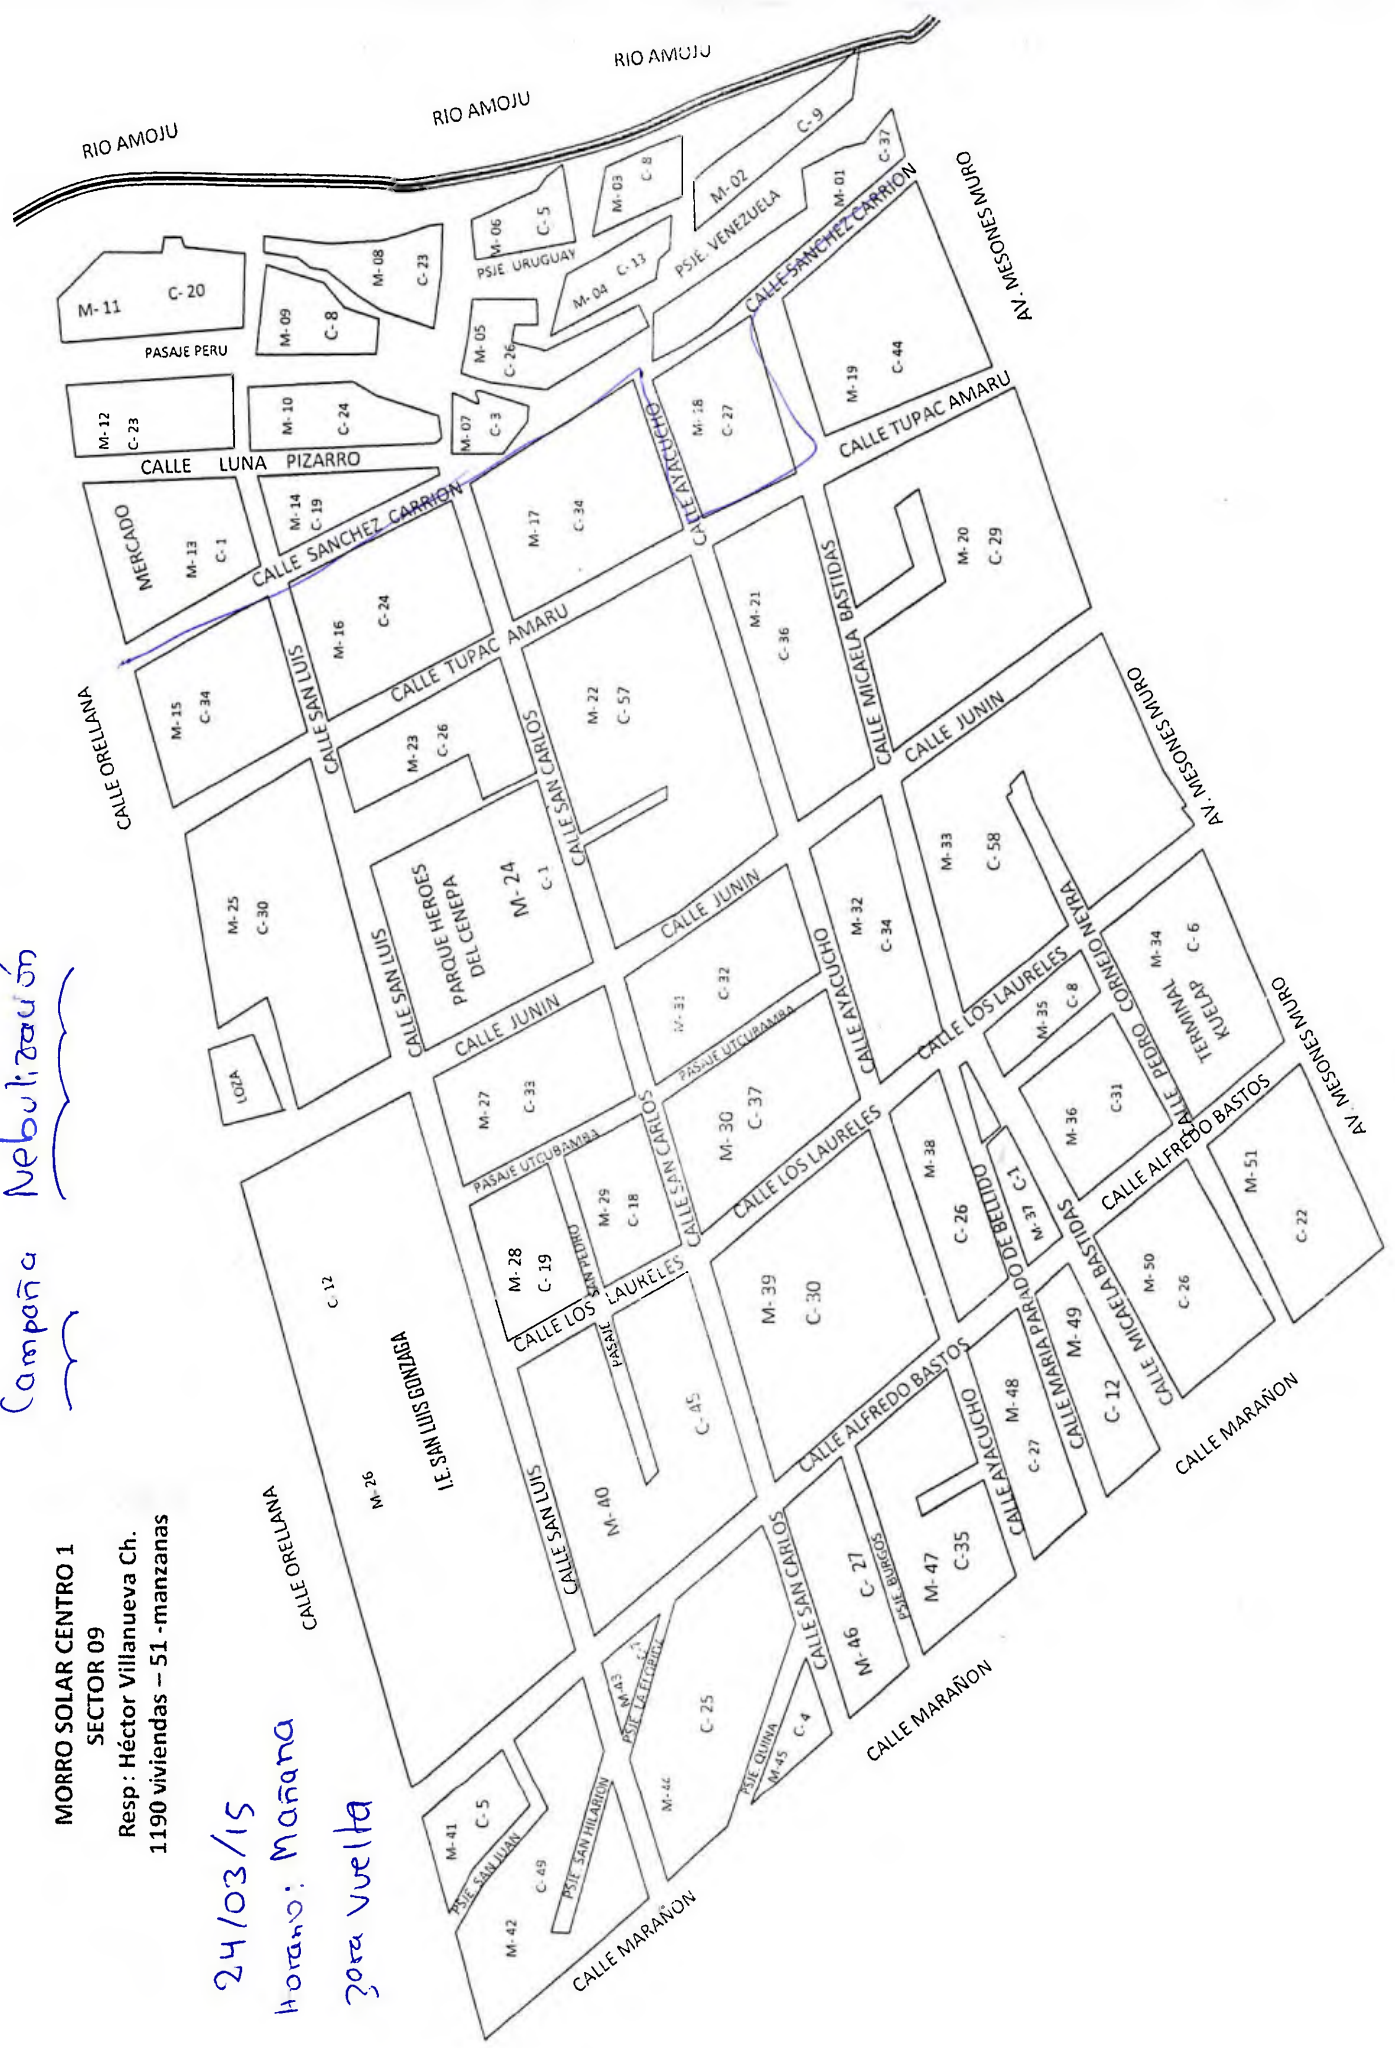 Campaña Nebulización
MORRO SOLAR CENTRO 1
SECTOR 09
Resp : Héctor Villanueva Ch.
1190 viviendas – 51 -manzanas
24/03/15
Horario: Mañana
3ora vuelta
RIO AMOJU
RIO AMOJU
RIO AMOJU
M- 11
C- 20
M- 08
C- 23
M- 09
C- 8
M- 06
C- 5
PSJE. URUGUAY
M- 03
C- 8
M- 02
C- 9
M- 01
C- 37
M- 04
C- 13
PSJE. VENEZUELA
PASAJE PERU
M- 05
C- 26
M- 12
C- 23
M- 10
C- 24
M- 07
C- 3
CALLE LUNA PIZARRO
CALLE SANCHEZ CARRION
AV. MESONES MURO
MERCADO
M- 13
C- 1
M- 14
C- 19
CALLE SANCHEZ CARRION
M- 17
C- 34
CALLE AYACUCHO
M- 18
C- 27
M- 19
C- 44
CALLE TUPAC AMARU
CALLE ORELLANA
M- 15
C- 34
CALLE SAN LUIS
M- 16
C- 24
CALLE TUPAC AMARU
M- 21
C- 36
CALLE MICAELA BASTIDAS
M- 20
C- 29
M- 23
C- 26
CALLE SAN CARLOS
M- 22
C- 57
CALLE JUNIN
AV. MESONES MURO
M- 25
C- 30
LOZA
CALLE SAN LUIS
PARQUE HEROES
DEL CENEPA
M- 24
C- 1
CALLE JUNIN
CALLE JUNIN
M- 31
C- 32
CALLE AYACUCHO
M- 32
C- 34
M- 33
C- 58
CALLE LOS LAURELES
CALLE PEDRO CORNEJO NEYRA
M- 34
C- 6
TERMINAL
KUELAP
AV. MESONES MURO
M- 27
C- 33
PASAJE UTCUBAMBA
PASAJE UTCUBAMBA
CALLE SAN CARLOS
M- 30
C- 37
CALLE LOS LAURELES
M- 35
C- 8
M- 36
C- 31
CALLE ALFREDO BASTOS
M- 28
C- 19
PASAJE SAN PEDRO
M- 29
C- 18
CALLE LOS LAURELES
M- 38
C- 26
M- 37
C-1
CALLE MARIA PARADO DE BELLIDO
CALLE MICAELA BASTIDAS
M- 51
C- 22
M- 50
C- 26
C- 12
M- 26
I.E. SAN LUIS GONZAGA
CALLE ORELLANA
CALLE SAN LUIS
M- 40
C- 45
M- 39
C- 30
CALLE ALFREDO BASTOS
M- 49
C- 12
M- 48
C- 27
CALLE AYACUCHO
CALLE MARAÑON
CALLE SAN CARLOS
M- 46
C- 27
PSJE. BURGOS
M- 47
C-35
CALLE MARAÑON
M- 43
PSJE. LA FLORIDA
M- 44
C- 25
PSJE. QUINA
M- 45
C- 4
M- 41
C- 5
PSJE. SAN JUAN
M- 42
C- 49
PSJE. SAN HILARION
CALLE MARAÑON